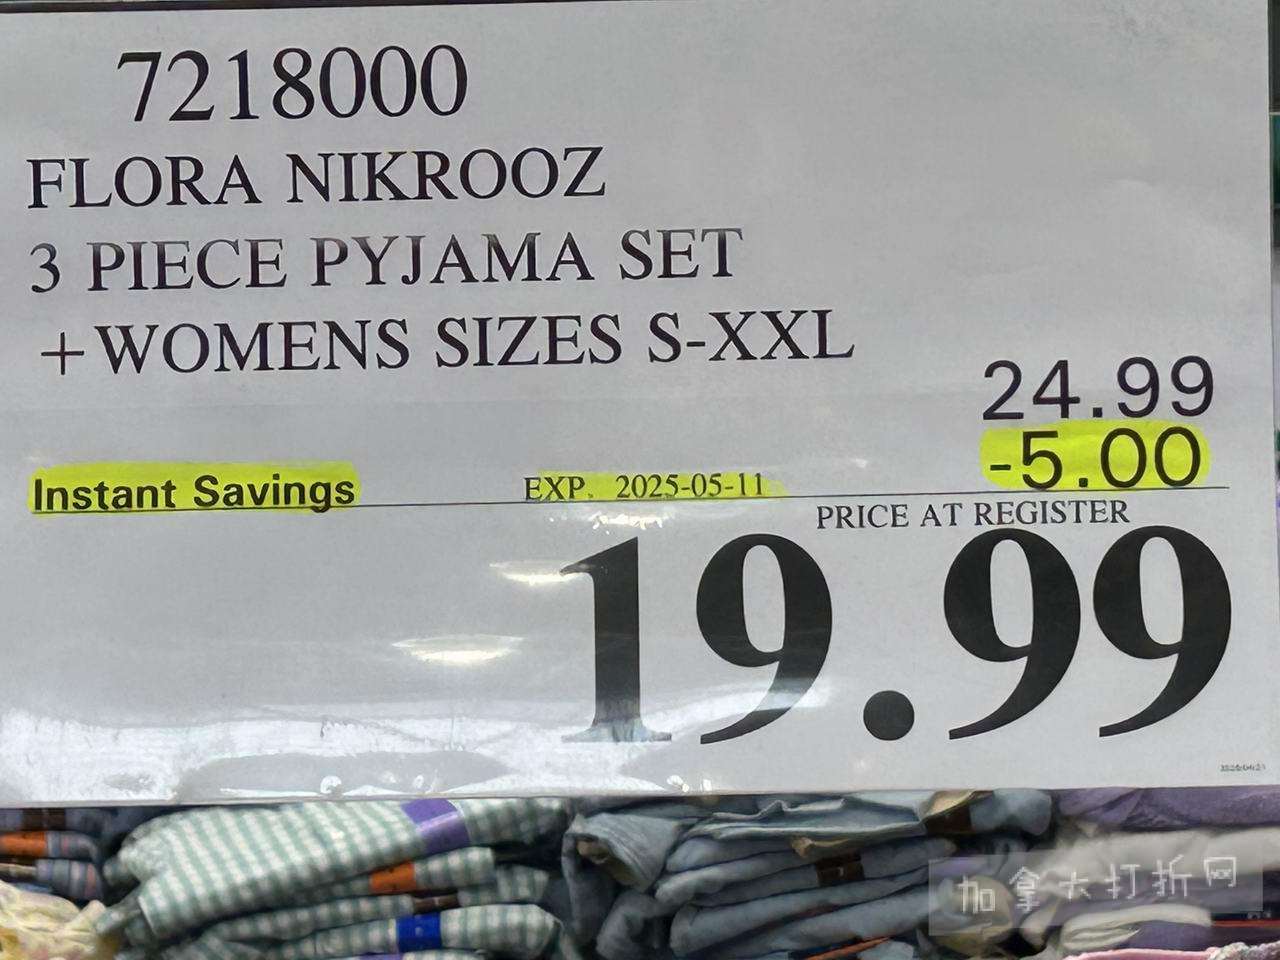 7218000
FLORA NIKROOZ
3 PIECE PYJAMA SET
+WOMENS SIZES S-XXL
24.99
-5.00
Instant Savings EXP. 2025-05-11
PRICE AT REGISTER
19.99
加拿大打折网